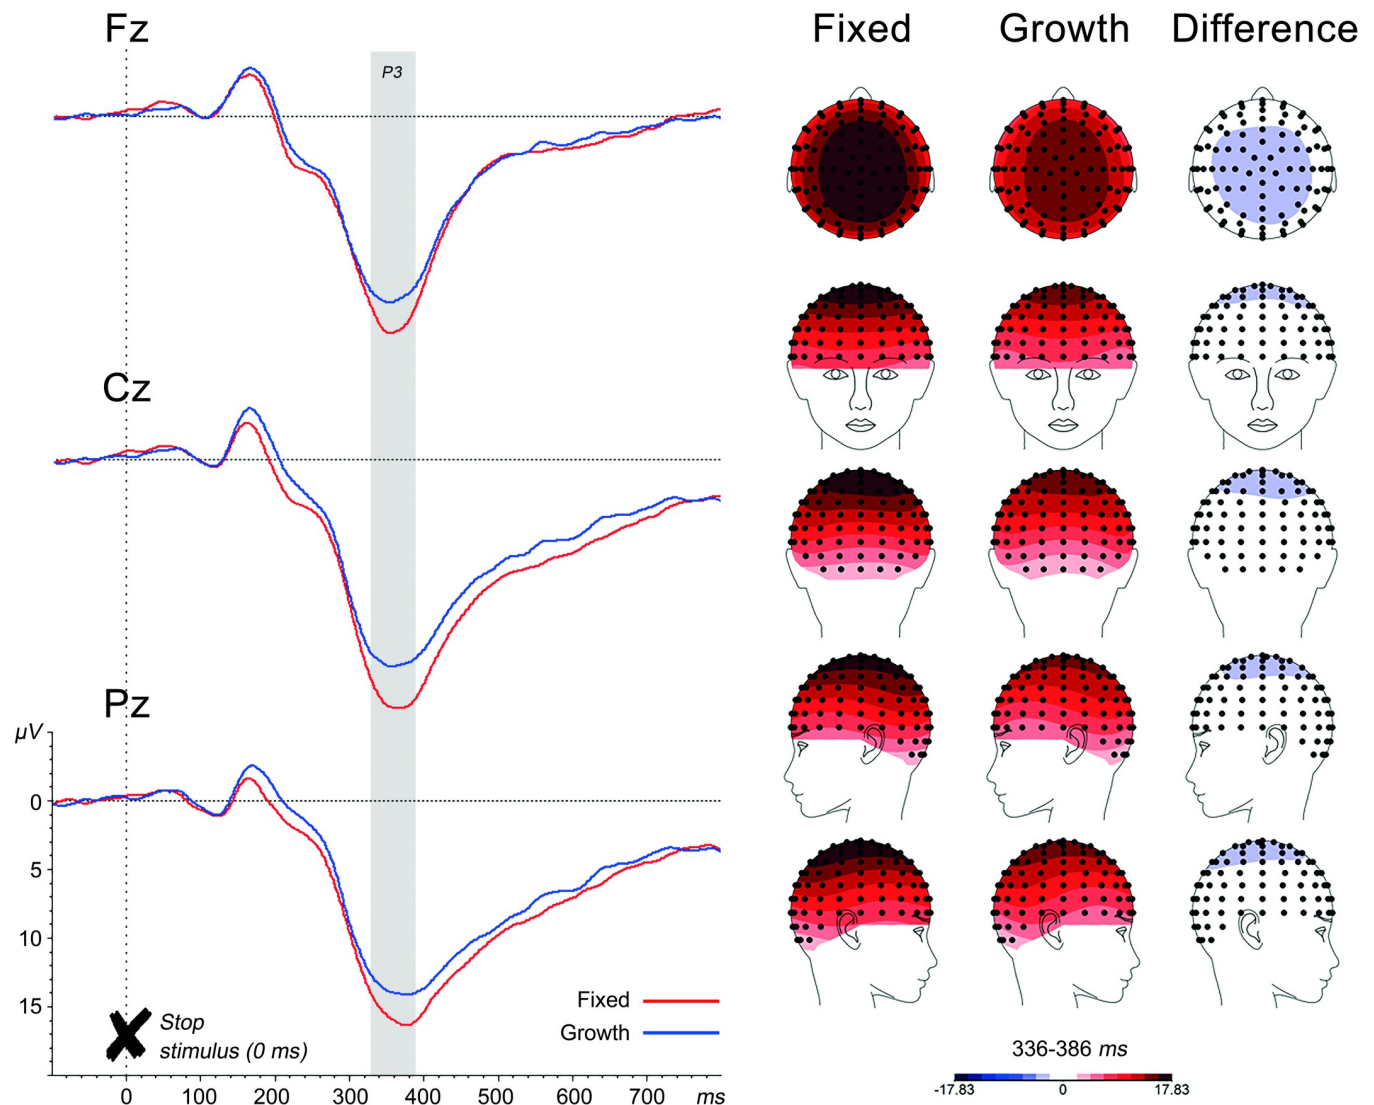 Fz
P3
Cz
Pz
µV
0
5
10
15
Stop
stimulus (0 ms)
Fixed
Growth
0 100 200 300 400 500 600 700 ms
Fixed Growth Difference
336-386 ms
-17.83 0 17.83